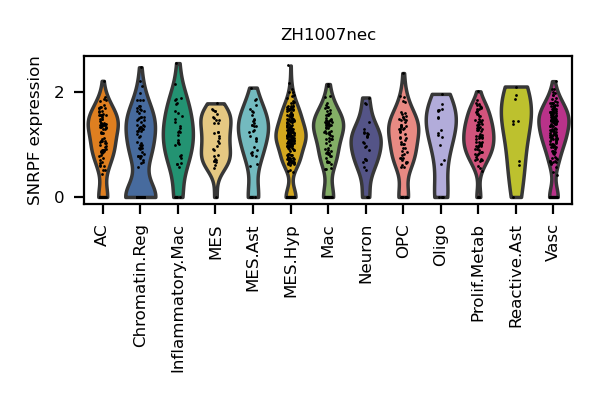 ZH1007nec
SNRPF expression
2
0
AC
Chromatin.Reg
Inflammatory.Mac
MES
MES.Ast
MES.Hyp
Mac
Neuron
OPC
Oligo
Prolif.Metab
Reactive.Ast
Vasc